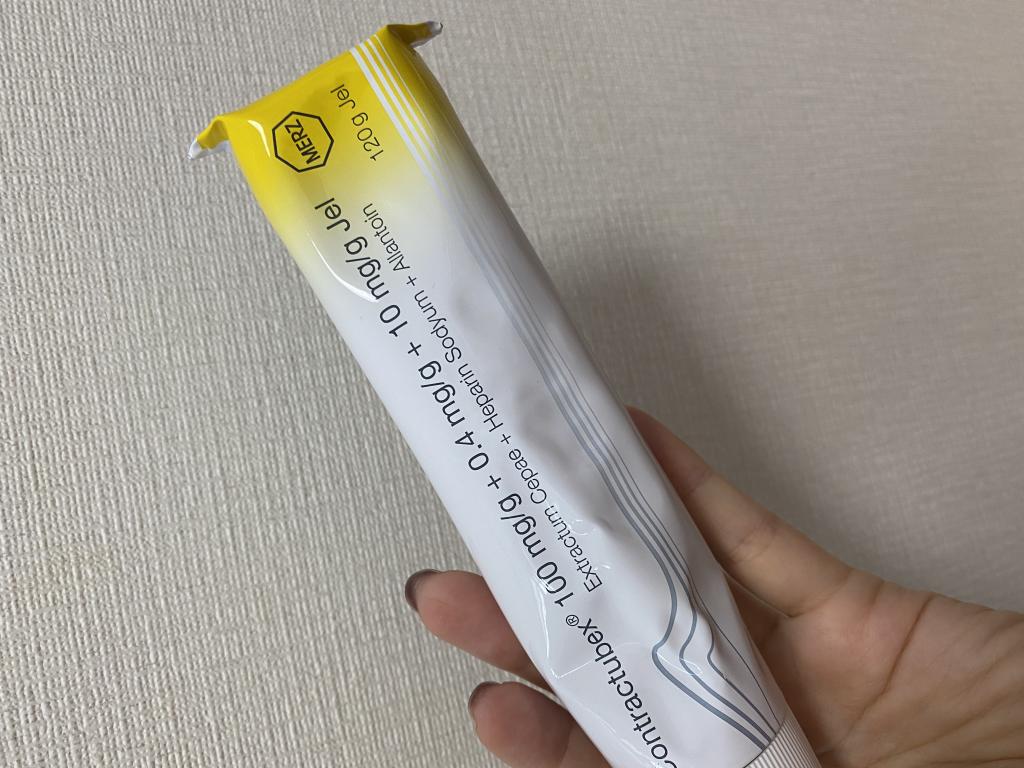 Contractubex® 100 mg/g + 0.4 mg/g + 10 mg/g Jel
Extractum Cepae + Heparin Sodyum + Allantoin
MERZ
120 g Jel